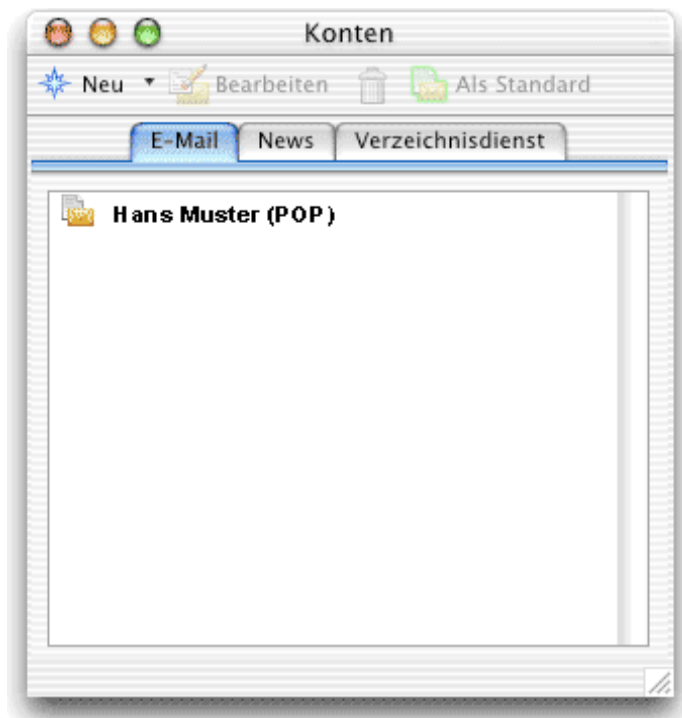 Konten
Neu Bearbeiten Als Standard
E-Mail News Verzeichnisdienst
Hans Muster (POP)